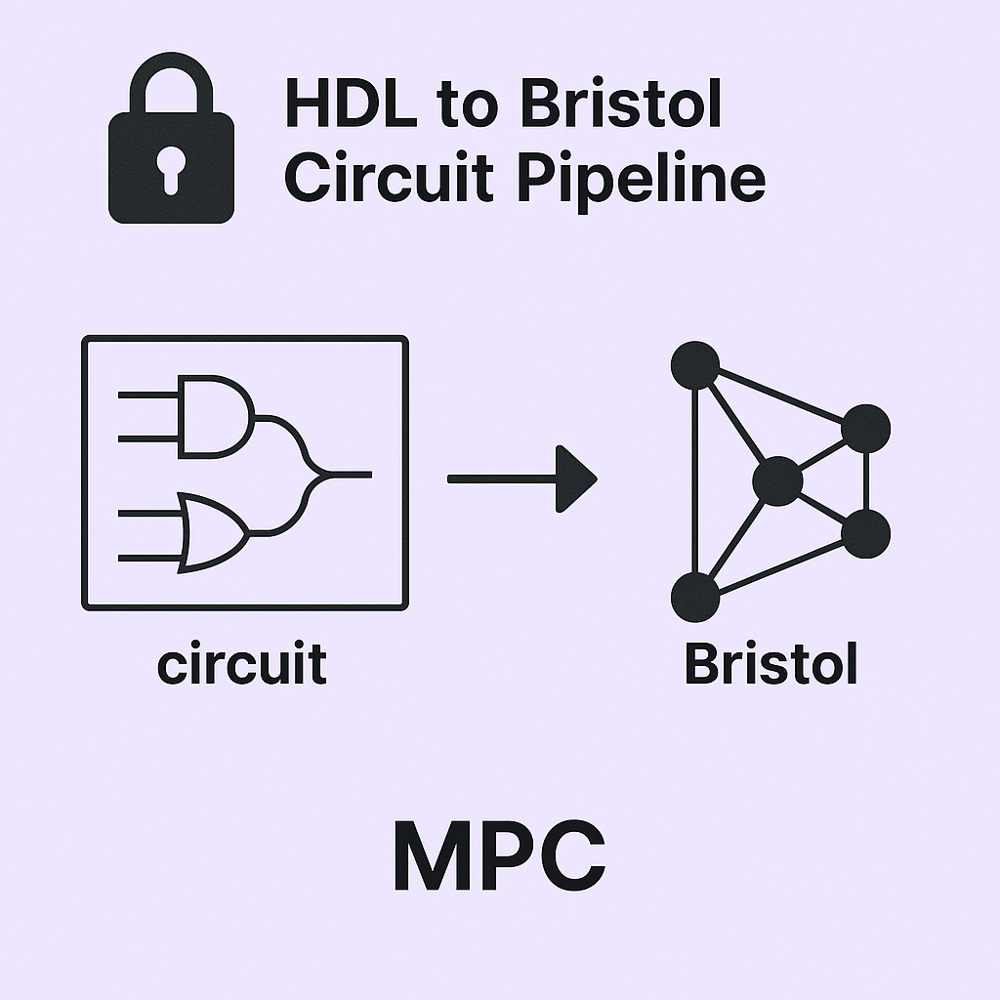 HDL to Bristol
Circuit Pipeline
circuit
Bristol
MPC